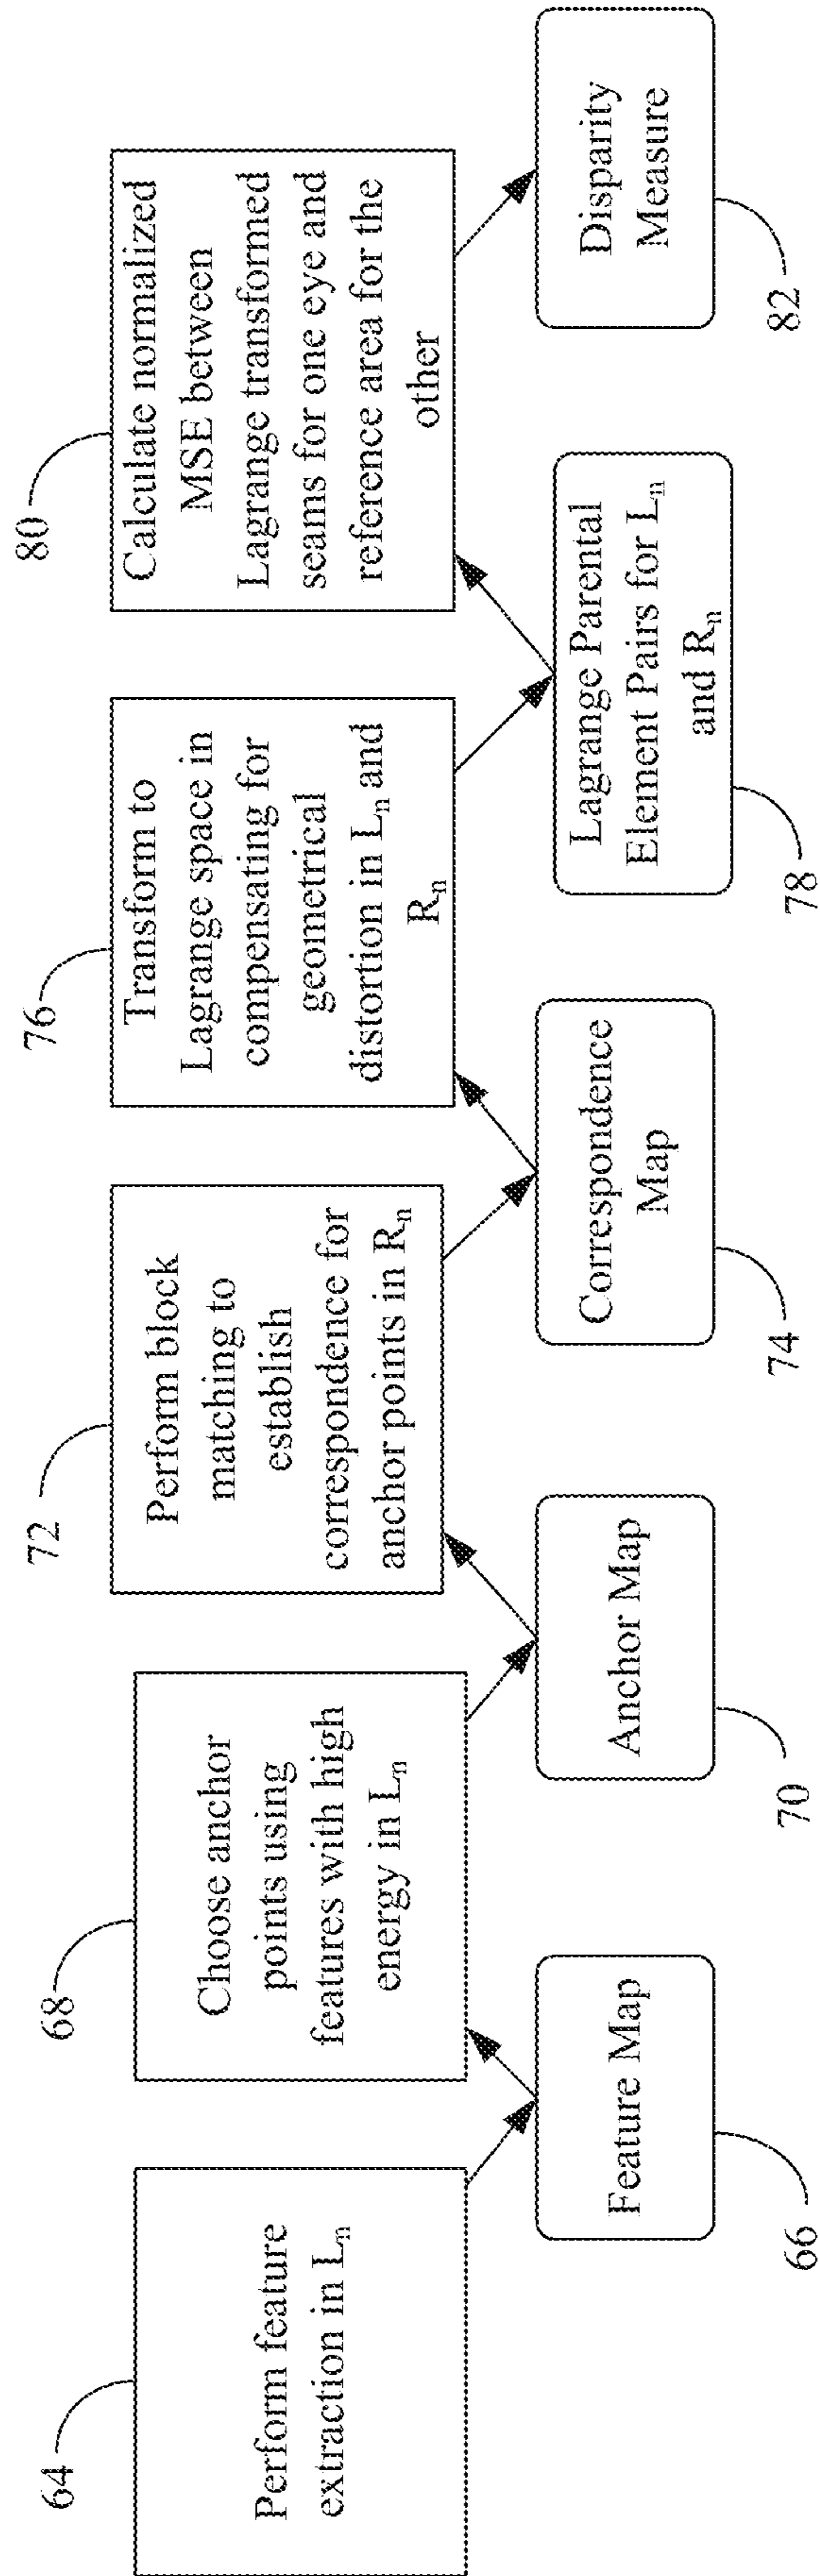 64
Perform feature
extraction in Lₙ
Feature Map
66
68
Choose anchor
points using
features with high
energy in Lₙ
Anchor Map
70
72
Perform block
matching to
establish
correspondence for
anchor points in Rₙ
Correspondence
Map
74
76
Transform to
Lagrange space in
compensating for
geometrical
distortion in Lₙ and
Rₙ
Lagrange Parental
Element Pairs for Lₙ
and Rₙ
78
80
Calculate normalized
MSE between
Lagrange transformed
seams for one eye and
reference area for the
other
Disparity
Measure
82